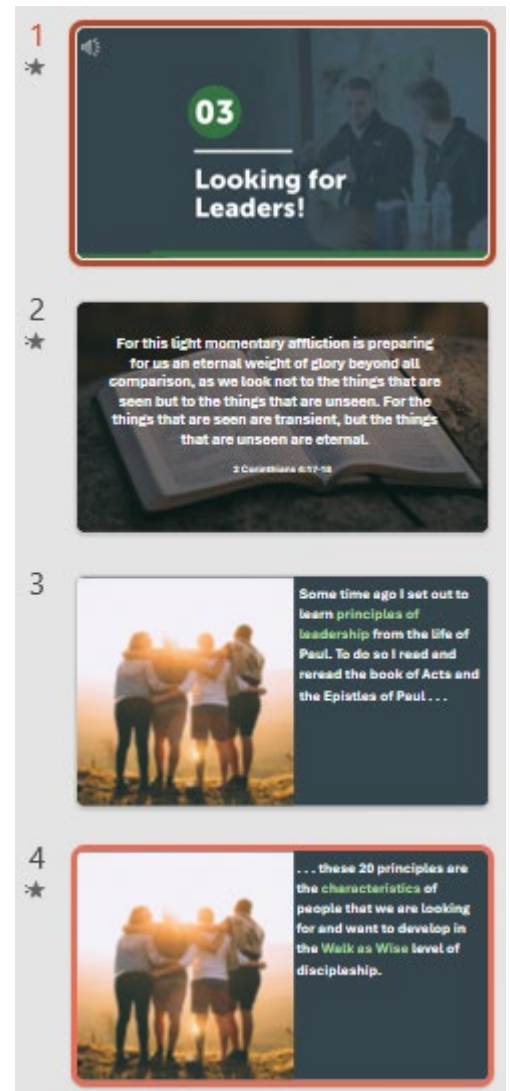 1
03
Looking for
Leaders!
2
For this light momentary affliction is preparing
for us an eternal weight of glory beyond all
comparison, as we look not to the things that are
seen but to the things that are unseen. For the
things that are seen are transient, but the things
that are unseen are eternal.
2 Corinthians 4:17-18
3
Some time ago I set out to
learn principles of
leadership from the life of
Paul. To do so I read and
reread the book of Acts and
the Epistles of Paul . . .
4
. . . these 20 principles are
the characteristics of
people that we are looking
for and want to develop in
the Walk as Wise level of
discipleship.